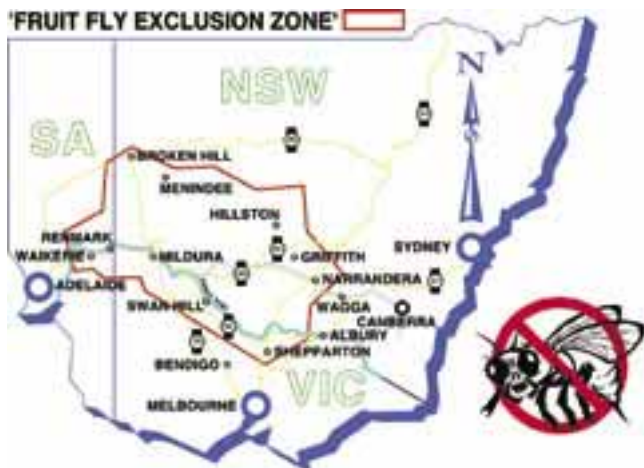 'FRUIT FLY EXCLUSION ZONE'
NSW
N
S
SA
BROKEN HILL
MENINDEE
HILLSTON
RENMARK
WAIKERIE
MILDURA
GRIFFITH
SYDNEY
ADELAIDE
NARRANDERA
SWAN HILL
WAGGA
CANBERRA
ALBURY
SHEPPARTON
BENDIGO
VIC
MELBOURNE